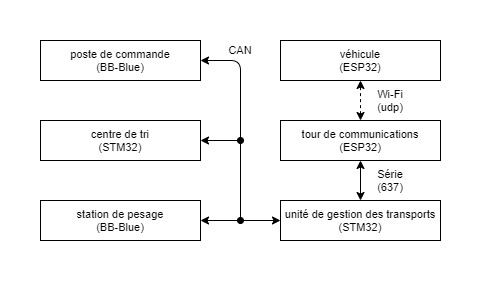 poste de commande
(BB-Blue)
CAN
véhicule
(ESP32)
Wi-Fi
(udp)
centre de tri
(STM32)
tour de communications
(ESP32)
Série
(637)
station de pesage
(BB-Blue)
unité de gestion des transports
(STM32)